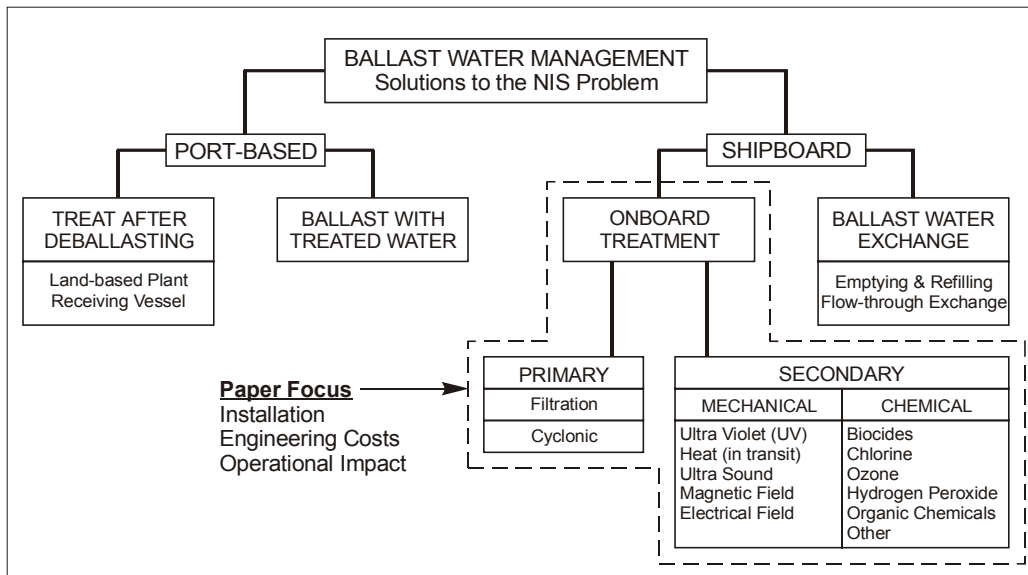 BALLAST WATER MANAGEMENT
Solutions to the NIS Problem
PORT-BASED
SHIPBOARD
TREAT AFTER
DEBALLASTING
Land-based Plant
Receiving Vessel
BALLAST WITH
TREATED WATER
ONBOARD
TREATMENT
BALLAST WATER
EXCHANGE
Emptying & Refilling
Flow-through Exchange
Paper Focus
Installation
Engineering Costs
Operational Impact
PRIMARY
Filtration
Cyclonic
SECONDARY
MECHANICAL
Ultra Violet (UV)
Heat (in transit)
Ultra Sound
Magnetic Field
Electrical Field
CHEMICAL
Biocides
Chlorine
Ozone
Hydrogen Peroxide
Organic Chemicals
Other